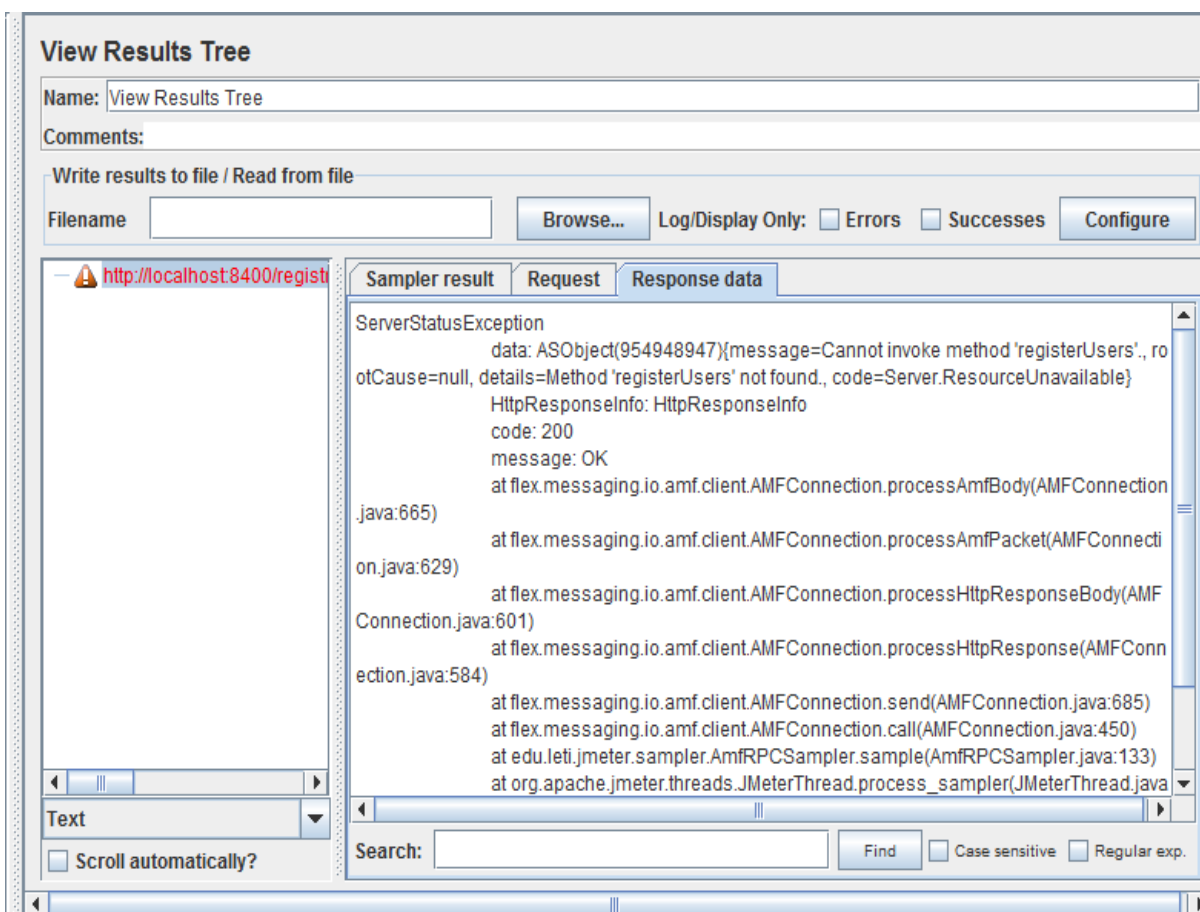 View Results Tree
Name: View Results Tree
Comments:
Write results to file / Read from file
Filename Browse... Log/Display Only: Errors Successes Configure
http://localhost:8400/registr
Sampler result Request Response data
ServerStatusException
data: ASObject(954948947){message=Cannot invoke method 'registerUsers'., ro
otCause=null, details=Method 'registerUsers' not found., code=Server.ResourceUnavailable}
HttpResponseInfo: HttpResponseInfo
code: 200
message: OK
at flex.messaging.io.amf.client.AMFConnection.processAmfBody(AMFConnection
.java:665)
at flex.messaging.io.amf.client.AMFConnection.processAmfPacket(AMFConnecti
on.java:629)
at flex.messaging.io.amf.client.AMFConnection.processHttpResponseBody(AMF
Connection.java:601)
at flex.messaging.io.amf.client.AMFConnection.processHttpResponse(AMFConn
ection.java:584)
at flex.messaging.io.amf.client.AMFConnection.send(AMFConnection.java:685)
at flex.messaging.io.amf.client.AMFConnection.call(AMFConnection.java:450)
at edu.leti.jmeter.sampler.AmfRPCSampler.sample(AmfRPCSampler.java:133)
at org.apache.jmeter.threads.JMeterThread.process_sampler(JMeterThread.java
Text
Scroll automatically?
Search: Find Case sensitive Regular exp.